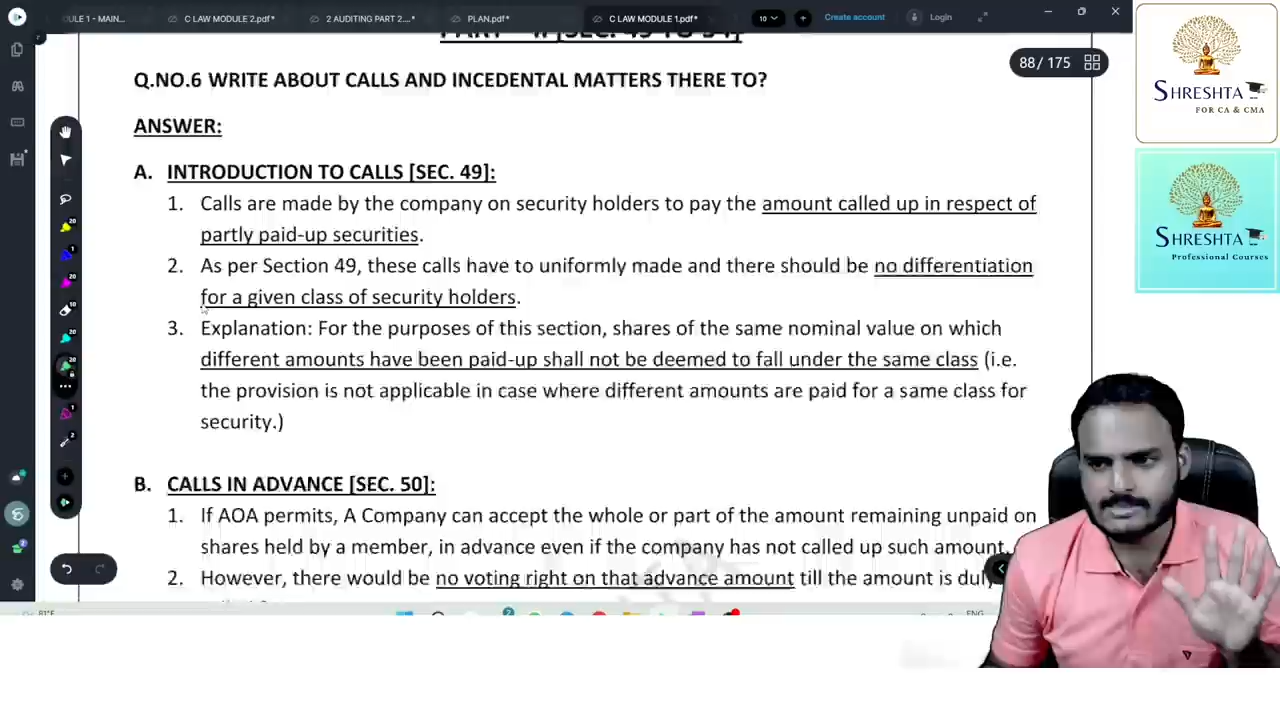 ULE 1 - MAIN...
C LAW MODULE 2.pdf*
2 AUDITING PART 2....*
PLAN.pdf*
C LAW MODULE 1.pdf*
10
Create account
Login
88 / 175
SHRESHTA
FOR CA & CMA
SHRESHTA
Professional Courses
Q.NO.6 WRITE ABOUT CALLS AND INCEDENTAL MATTERS THERE TO?
ANSWER:
A. INTRODUCTION TO CALLS [SEC. 49]:
1. Calls are made by the company on security holders to pay the amount called up in respect of
partly paid-up securities.
2. As per Section 49, these calls have to uniformly made and there should be no differentiation
for a given class of security holders.
3. Explanation: For the purposes of this section, shares of the same nominal value on which
different amounts have been paid-up shall not be deemed to fall under the same class (i.e.
the provision is not applicable in case where different amounts are paid for a same class for
security.)
B. CALLS IN ADVANCE [SEC. 50]:
1. If AOA permits, A Company can accept the whole or part of the amount remaining unpaid on
shares held by a member, in advance even if the company has not called up such amount.
2. However, there would be no voting right on that advance amount till the amount is duly
ENG